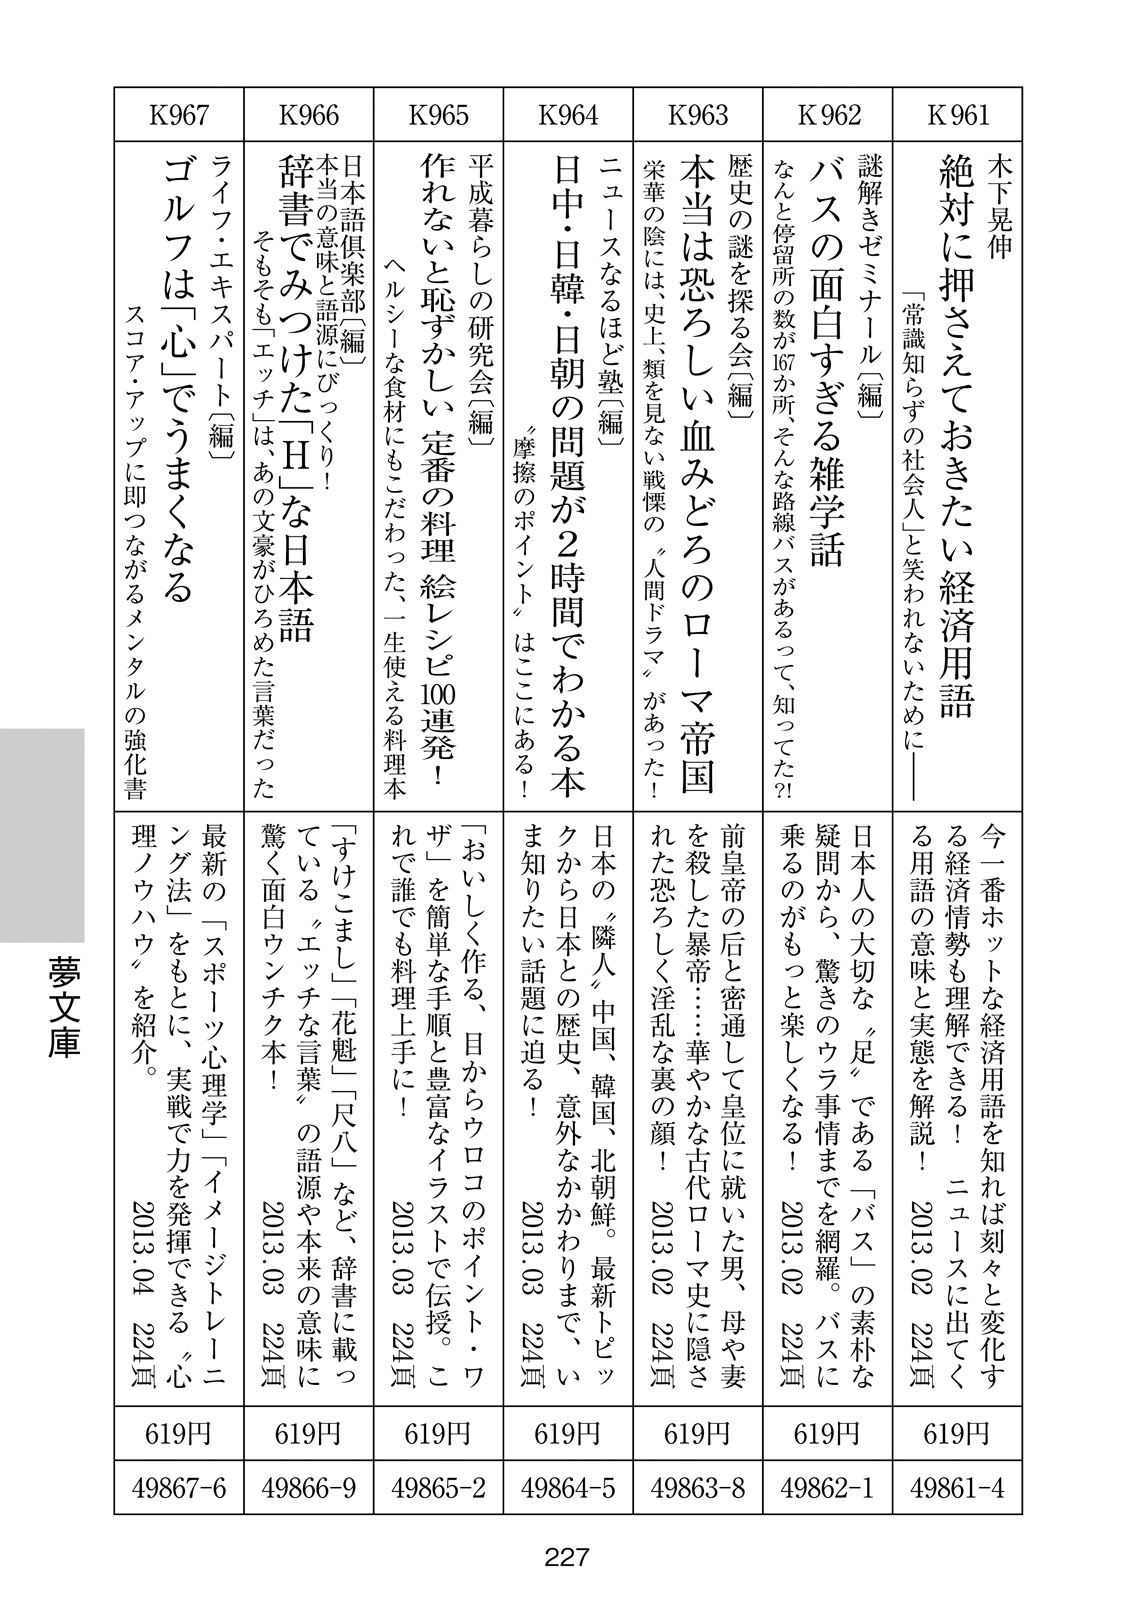 K961
木下晃伸
絶対に押さえておきたい経済用語
「常識知らずの社会人」と笑われないために――
今一番ホットな経済用語を知れば刻々と変化す
る経済情勢も理解できる！　ニュースに出てく
る用語の意味と実態を解説！　2013.02　224頁
619円
49861-4
K962
謎解きゼミナール〔編〕
バスの面白すぎる雑学話
なんと停留所の数が167か所、そんな路線バスがあるって、知ってた?!
日本人の大切な〝足〟である「バス」の素朴な
疑問から、驚きのウラ事情までを網羅。バスに
乗るのがもっと楽しくなる！　2013.02　224頁
619円
49862-1
K963
歴史の謎を探る会〔編〕
本当は恐ろしい血みどろのローマ帝国
栄華の陰には、史上、類を見ない戦慄の〝人間ドラマ〟があった！
前皇帝の后と密通して皇位に就いた男、母や妻
を殺した暴帝……華やかな古代ローマ史に隠さ
れた恐ろしく淫乱な裏の顔！　2013.02　224頁
619円
49863-8
K964
ニュースなるほど塾〔編〕
日中・日韓・日朝の問題が2時間でわかる本
〝摩擦のポイント〟はここにある！
日本の〝隣人〟中国、韓国、北朝鮮。最新トピッ
クから日本との歴史、意外なかかわりまで、い
ま知りたい話題に迫る！　2013.03　224頁
619円
49864-5
K965
平成暮らしの研究会〔編〕
作れないと恥ずかしい 定番の料理 絵レシピ100連発！
ヘルシーな食材にもこだわった、一生使える料理本
「おいしく作る、目からウロコのポイント・ワ
ザ」を簡単な手順と豊富なイラストで伝授。こ
れで誰でも料理上手に！　2013.03　224頁
619円
49865-2
K966
日本語倶楽部〔編〕
本当の意味と語源にびっくり！
辞書でみつけた「H」な日本語
そもそも「エッチ」は、あの文豪がひろめた言葉だった
「すけこまし」「花魁」「尺八」など、辞書に載っ
ている〝エッチな言葉〟の語源や本来の意味に
驚く面白ウンチク本！　2013.03　224頁
619円
49866-9
K967
ライフ・エキスパート〔編〕
ゴルフは「心」でうまくなる
スコア・アップに即つながるメンタルの強化書
最新の「スポーツ心理学」「イメージトレーニ
ング法」をもとに、実戦で力を発揮できる〝心
理ノウハウ〟を紹介。　2013.04　224頁
619円
49867-6
夢文庫
227